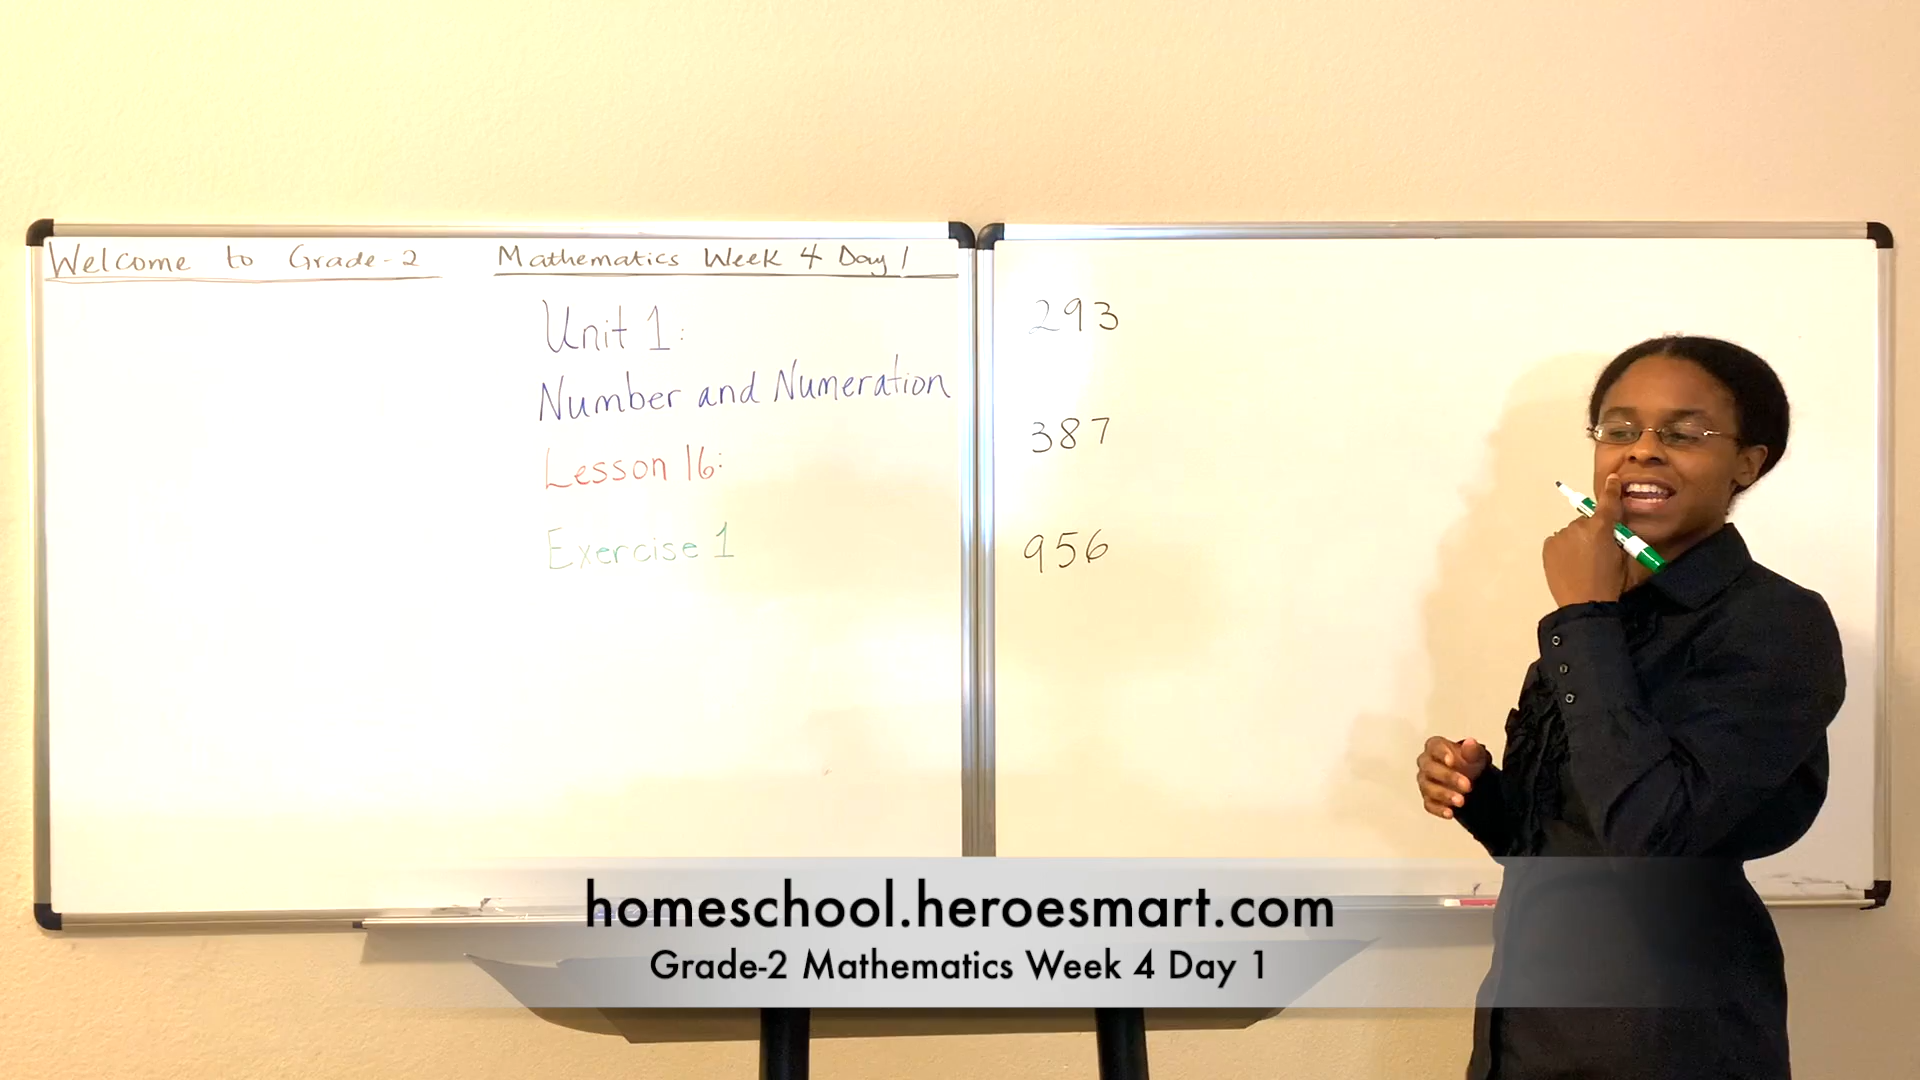 Welcome to Grade-2 Mathematics Week 4 Day 1
Unit 1:
Number and Numeration
Lesson 16:
Exercise 1
293
387
956
homeschool.heroesmart.com
Grade-2 Mathematics Week 4 Day 1